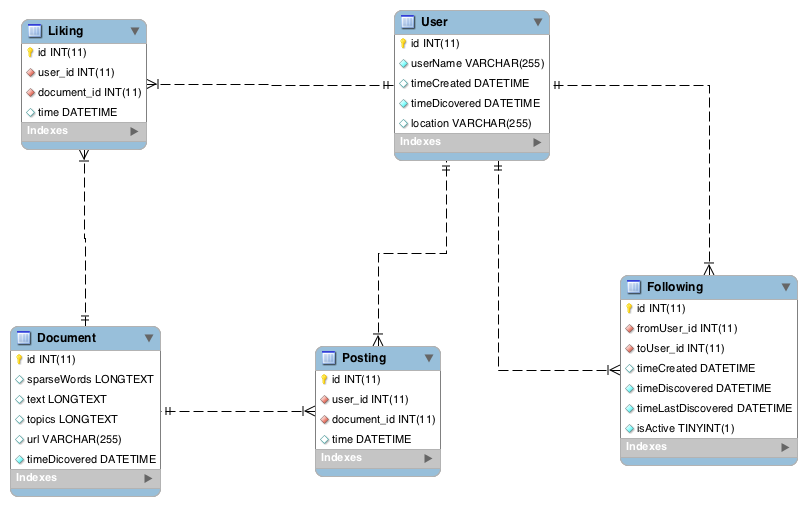 Liking
id INT(11)
user_id INT(11)
document_id INT(11)
time DATETIME
Indexes
User
id INT(11)
userName VARCHAR(255)
timeCreated DATETIME
timeDicovered DATETIME
location VARCHAR(255)
Indexes
Following
id INT(11)
fromUser_id INT(11)
toUser_id INT(11)
timeCreated DATETIME
timeDiscovered DATETIME
timeLastDiscovered DATETIME
isActive TINYINT(1)
Indexes
Document
id INT(11)
sparseWords LONGTEXT
text LONGTEXT
topics LONGTEXT
url VARCHAR(255)
timeDicovered DATETIME
Indexes
Posting
id INT(11)
user_id INT(11)
document_id INT(11)
time DATETIME
Indexes